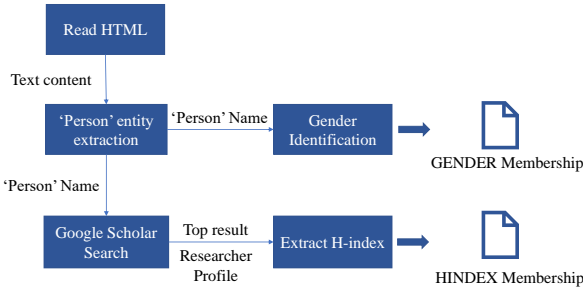 Read HTML
Text content
‘Person’ entity
extraction
‘Person’ Name
Gender
Identification
GENDER Membership
‘Person’ Name
Google Scholar
Search
Top result
Researcher
Profile
Extract H-index
HINDEX Membership